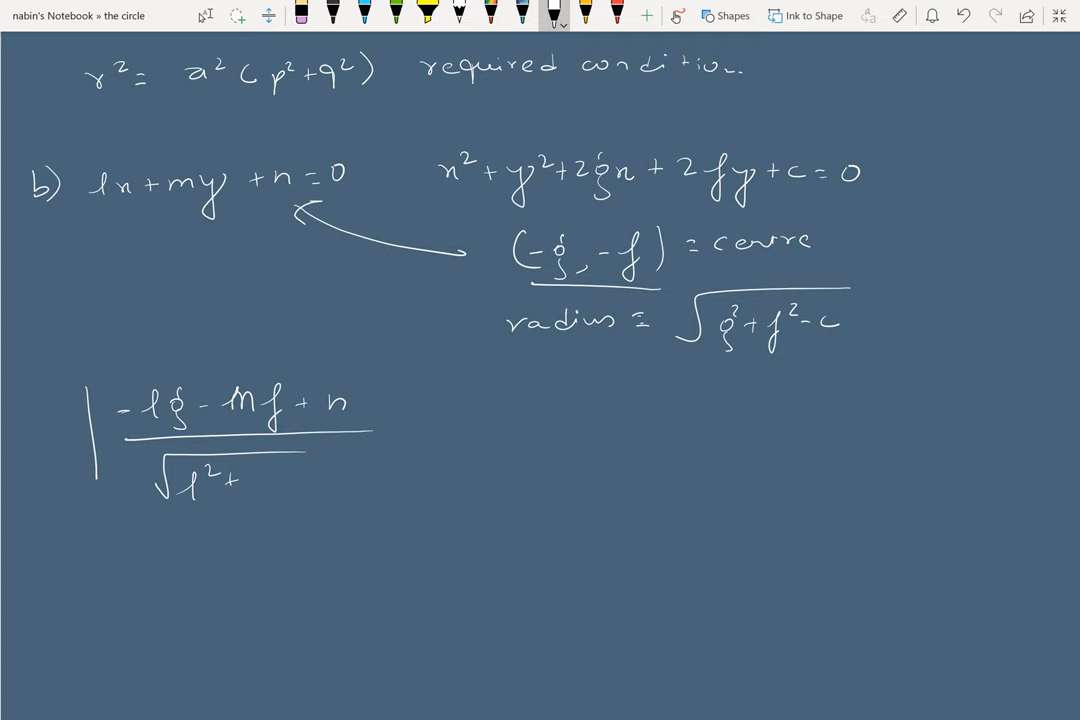 nabin's Notebook » the circle
Shapes
Ink to Shape
r² = a² (p² + q²) required condition.
b) lx + my + n = 0
x² + y² + 2gx + 2fy + c = 0
(-g, -f) = centre
radius = √(g² + f² - c)
| -lg - mf + n
√(l² +